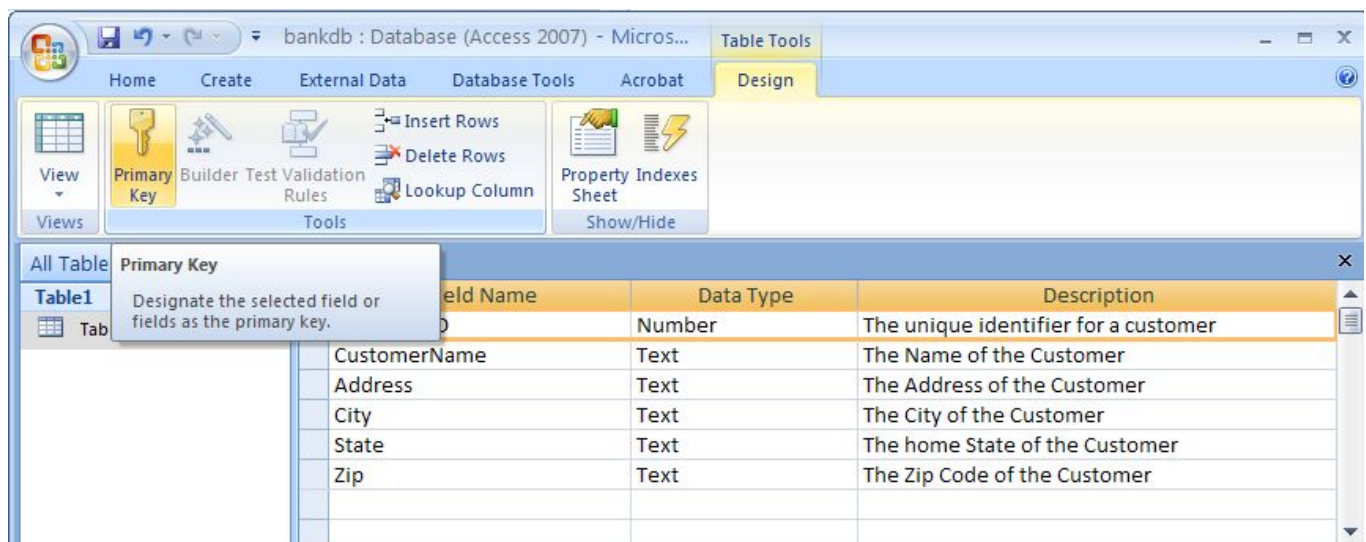 bankdb : Database (Access 2007) - Micros...
Table Tools
Home Create External Data Database Tools Acrobat Design
View
Primary Key
Builder
Test Validation Rules
Insert Rows
Delete Rows
Lookup Column
Property Sheet
Indexes
Views Tools Show/Hide
All Table
Primary Key
Designate the selected field or
fields as the primary key.
Table1
Tab
eld Name Data Type Description
D Number The unique identifier for a customer
CustomerName Text The Name of the Customer
Address Text The Address of the Customer
City Text The City of the Customer
State Text The home State of the Customer
Zip Text The Zip Code of the Customer